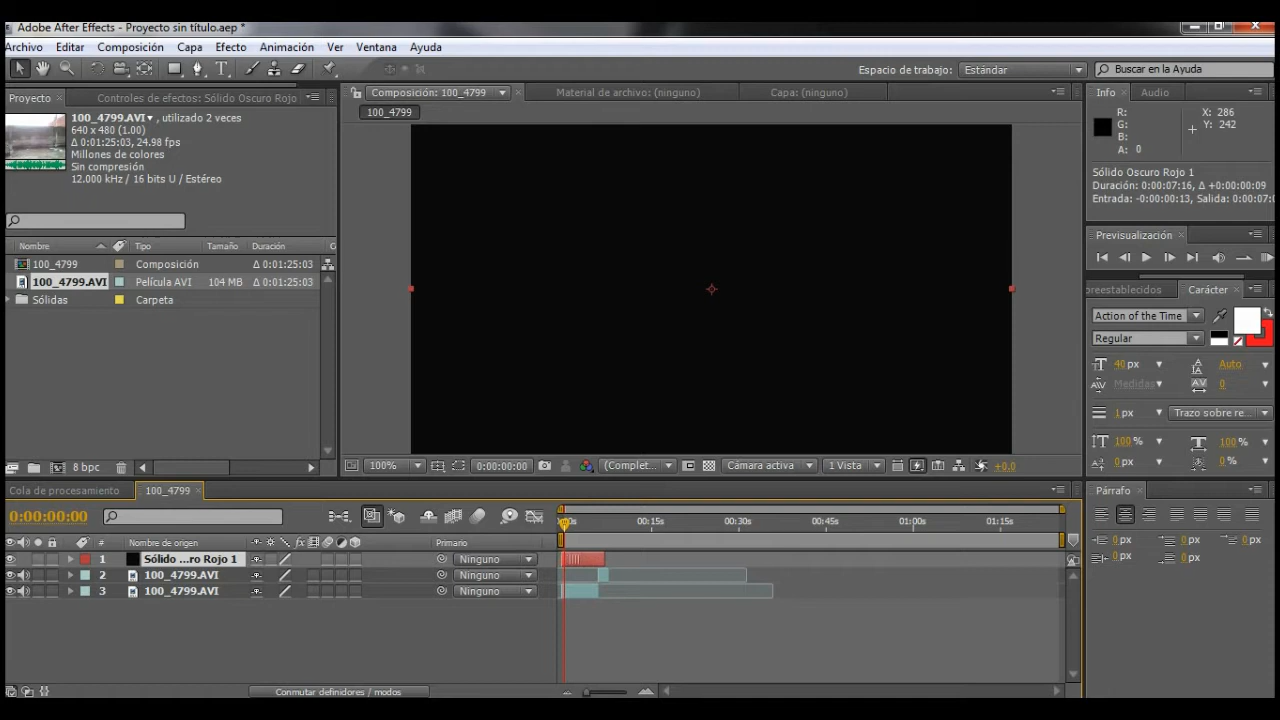 Adobe After Effects - Proyecto sin título.aep *
Archivo Editar Composición Capa Efecto Animación Ver Ventana Ayuda
Espacio de trabajo: Estándar Buscar en la Ayuda
Proyecto Controles de efectos: Sólido Oscuro Rojo
100_4799.AVI , utilizado 2 veces
640 x 480 (1.00)
Δ 0:01:25:03, 24.98 fps
Millones de colores
Sin compresión
12.000 kHz / 16 bits U / Estéreo
Nombre Tipo Tamaño Duración
100_4799 Composición Δ 0:01:25:03
100_4799.AVI Película AVI 104 MB Δ 0:01:25:03
Sólidas Carpeta
8 bpc
Composición: 100_4799 Material de archivo: (ninguno) Capa: (ninguno)
100_4799
100% 0:00:00:00 (Complet... Cámara activa 1 Vista +0,0
Info Audio
R: X: 286
G: Y: 242
B:
A: 0
Sólido Oscuro Rojo 1
Duración: 0:00:07:16, Δ +0:00:00:09
Entrada: -0:00:00:13, Salida: 0:00:07:0
Previsualización
preestablecidos Carácter
Action of the Time
Regular
40 px Auto
Medidas 0
1 px Trazo sobre re...
100 % 100 %
0 px 0 %
Párrafo
0 px 0 px 0 px
0 px 0 px
Cola de procesamiento 100_4799
0:00:00:00
# Nombre de origen fx Primario
:00s 00:15s 00:30s 00:45s 01:00s 01:15s
1 Sólido ...ro Rojo 1 Ninguno
2 100_4799.AVI Ninguno
3 100_4799.AVI Ninguno
Conmutar definidores / modos